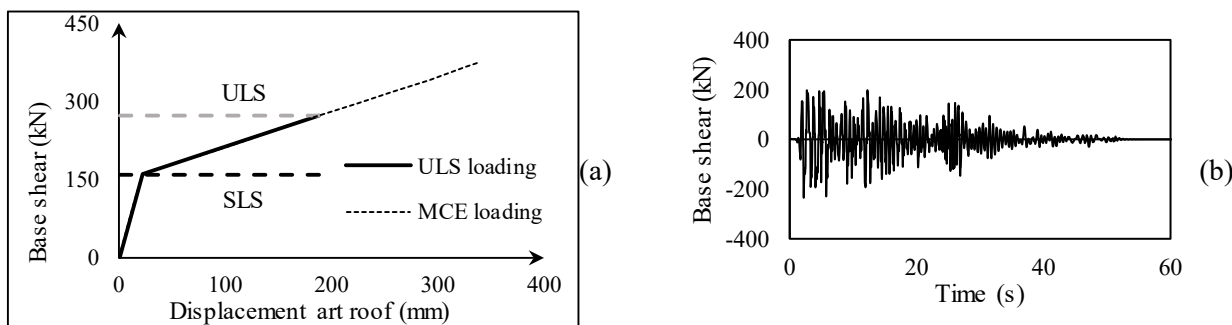 450
300
150
0
Base shear (kN)
ULS
SLS
ULS loading
MCE loading
0 100 200 300 400
Displacement art roof (mm)
(a)
400
200
0
-200
-400
Base shear (kN)
0 20 40 60
Time (s)
(b)